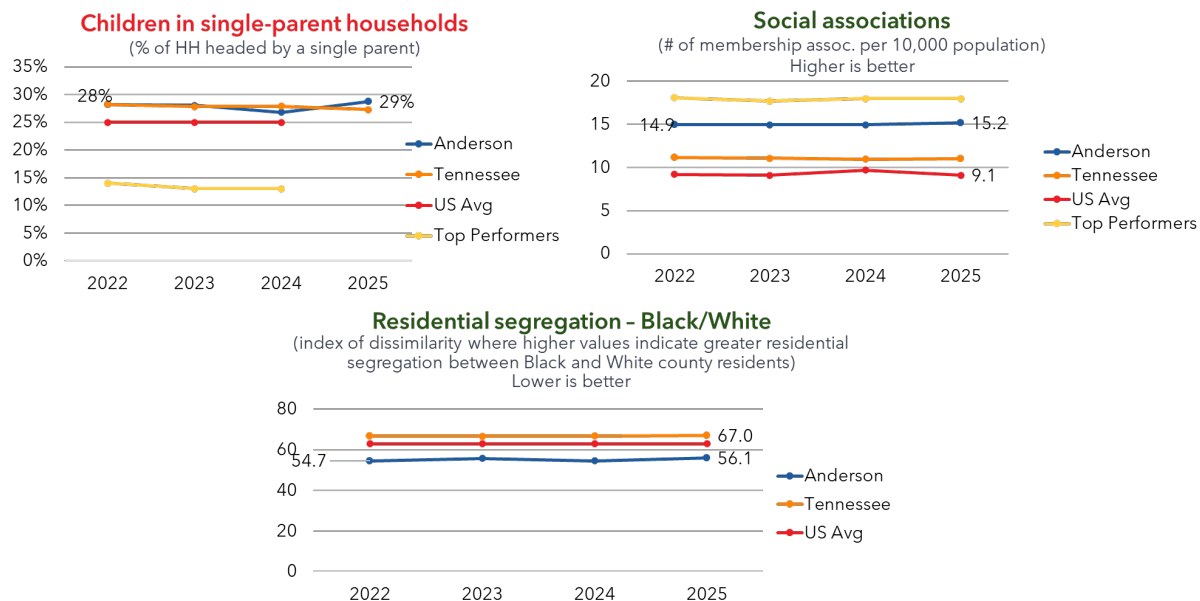 Children in single-parent households
(% of HH headed by a single parent)
35%
30%
25%
20%
15%
10%
5%
0%
28%
29%
2022 2023 2024 2025
Anderson
Tennessee
US Avg
Top Performers
Social associations
(# of membership assoc. per 10,000 population)
Higher is better
20
15
10
5
0
14.9
15.2
9.1
2022 2023 2024 2025
Anderson
Tennessee
US Avg
Top Performers
Residential segregation – Black/White
(index of dissimilarity where higher values indicate greater residential
segregation between Black and White county residents)
Lower is better
80
60
40
20
0
54.7
67.0
56.1
2022 2023 2024 2025
Anderson
Tennessee
US Avg